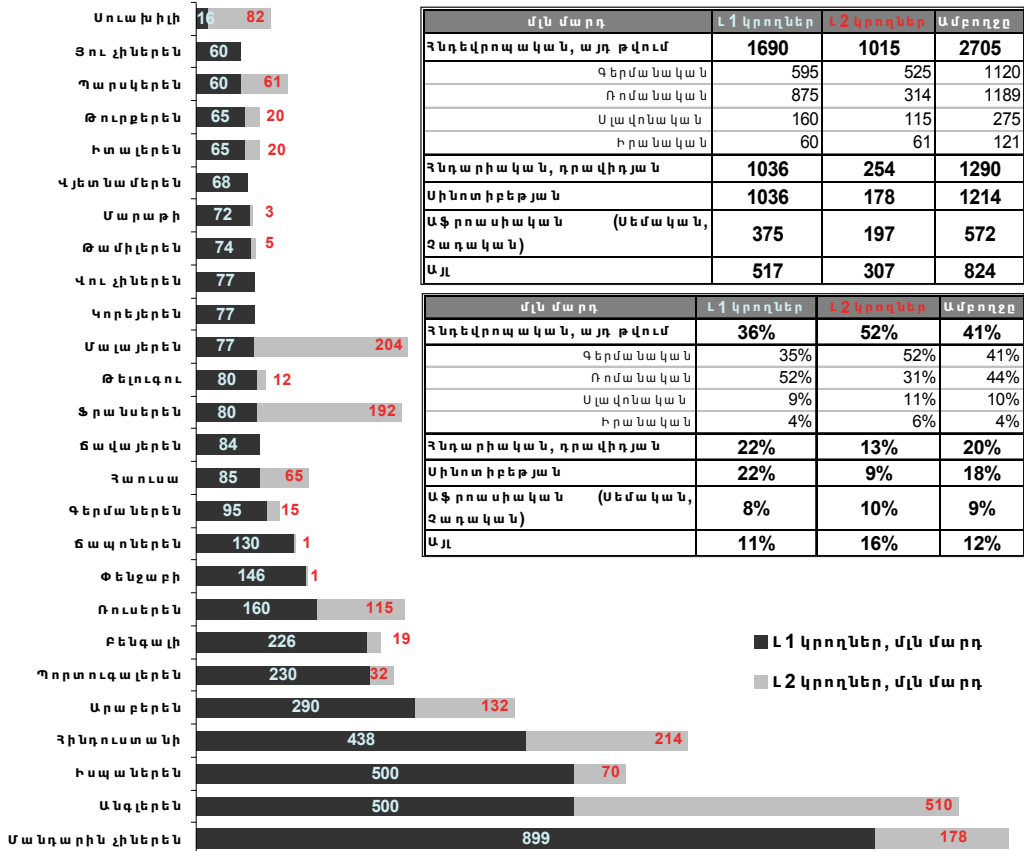 Սուահիլի 16 82
Յու չիներեն 60
Պարսկերեն 60 61
Թուրքերեն 65 20
Իտալերեն 65 20
Վյետնամերեն 68
Մարաթի 72 3
Թամիլերեն 74 5
Վու չիներեն 77
Կորեյերեն 77
Մալայերեն 77 204
Թելուգու 80 12
Ֆրանսերեն 80 192
Ճավայերեն 84
Հաուսա 85 65
Գերմաներեն 95 15
Ճապոներեն 130 1
Փենջաբի 146 1
Ռուսերեն 160 115
Բենգալի 226 19
Պորտուգալերեն 230 32
Արաբերեն 290 132
Հինդուստանի 438 214
Իսպաներեն 500 70
Անգլերեն 500 510
Մանդարին չիներեն 899 178
մլն մարդ Լ1 կրողներ Լ2 կրողներ Ամբողջը
Հնդեվրոպական, այդ թվում 1690 1015 2705
Գերմանական 595 525 1120
Ռոմանական 875 314 1189
Սլավոնական 160 115 275
Իրանական 60 61 121
Հնդարիական, դրավիդյան 1036 254 1290
Սինոտիբեթյան 1036 178 1214
Աֆրոասիական (Սեմական,
Չադական) 375 197 572
Այլ 517 307 824
մլն մարդ Լ1 կրողներ Լ2 կրողներ Ամբողջը
Հնդեվրոպական, այդ թվում 36% 52% 41%
Գերմանական 35% 52% 41%
Ռոմանական 52% 31% 44%
Սլավոնական 9% 11% 10%
Իրանական 4% 6% 4%
Հնդարիական, դրավիդյան 22% 13% 20%
Սինոտիբեթյան 22% 9% 18%
Աֆրոասիական (Սեմական,
Չադական) 8% 10% 9%
Այլ 11% 16% 12%
Լ1 կրողներ, մլն մարդ
Լ2 կրողներ, մլն մարդ